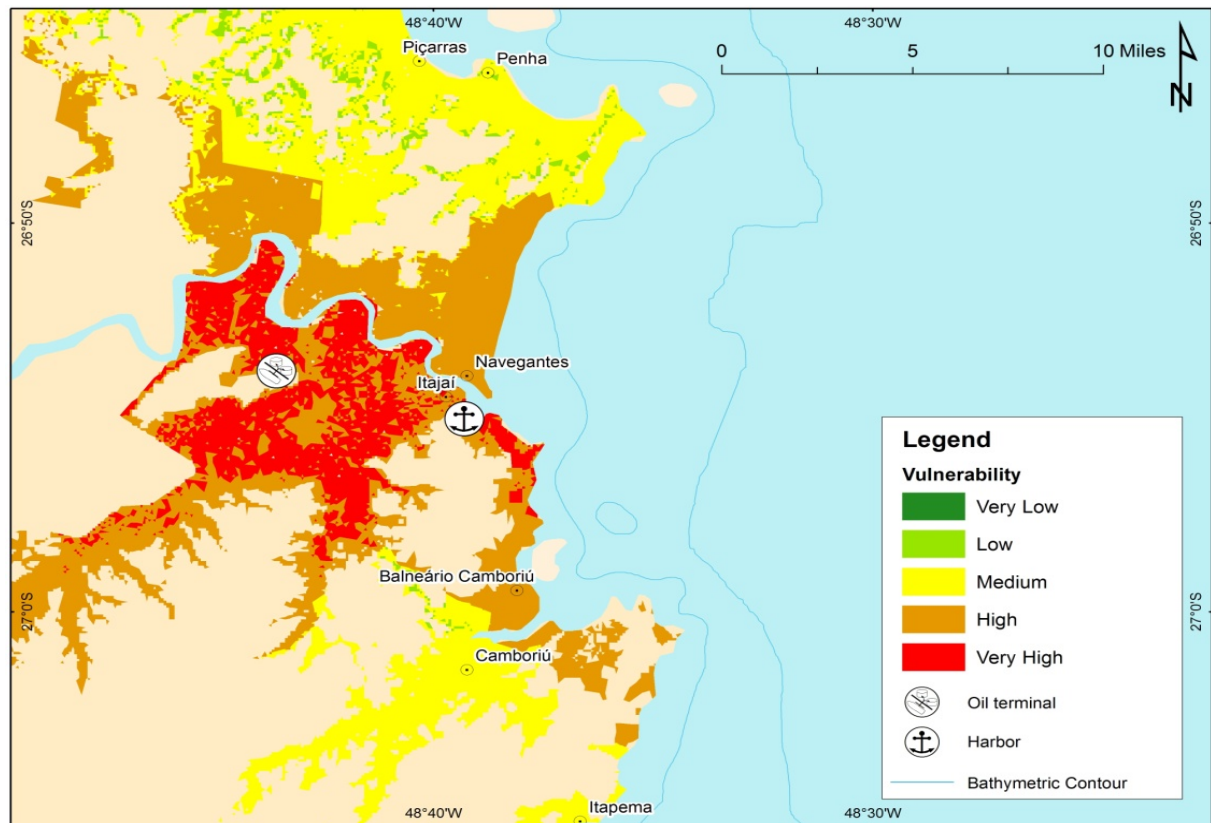 48°40'W
48°30'W
Piçarras
Penha
0 5 10 Miles
N
26°50'S
26°50'S
Navegantes
Itajaí
Legend
Vulnerability
Very Low
Low
Medium
High
Very High
Oil terminal
Harbor
Bathymetric Contour
Balneário Camboriú
27°0'S
27°0'S
Camboriú
Itapema
48°40'W
48°30'W